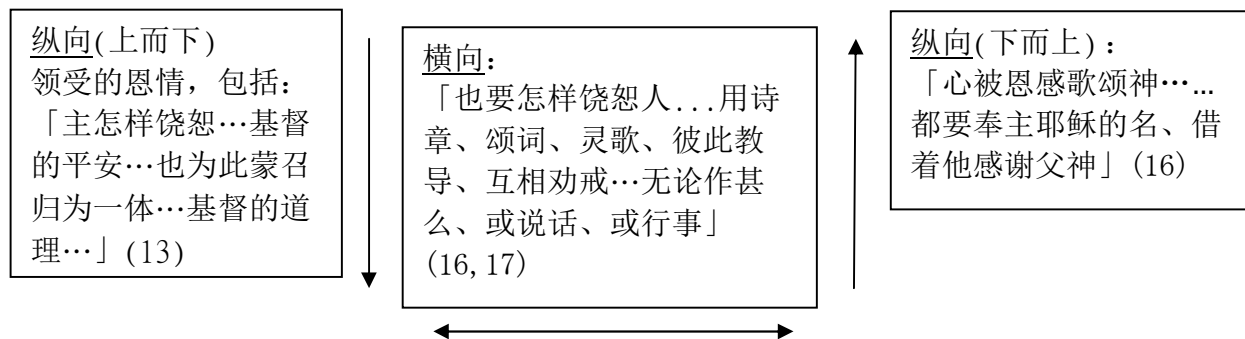 纵向(上而下)
领受的恩情，包括：
「主怎样饶恕…基督
的平安…也为此蒙召
归为一体…基督的道
理…」(13)
横向：
「也要怎样饶恕人...用诗
章、颂词、灵歌、彼此教
导、互相劝戒…无论作甚
么、或说话、或行事」
(16,17)
纵向(下而上)：
「心被恩感歌颂神…...
都要奉主耶稣的名、借
着他感谢父神」(16)